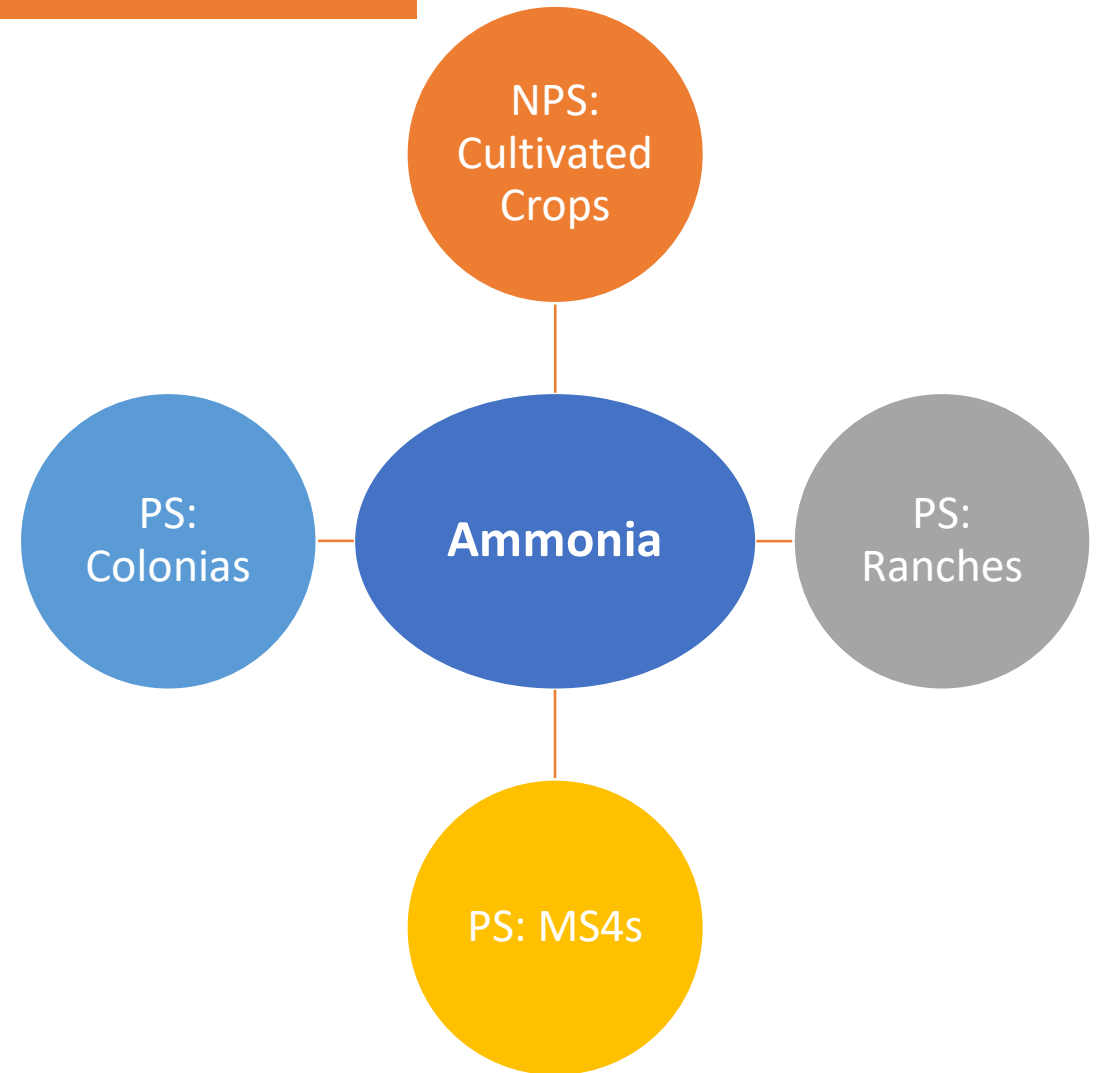 NPS:
Cultivated
Crops
PS:
Colonias
Ammonia
PS:
Ranches
PS: MS4s